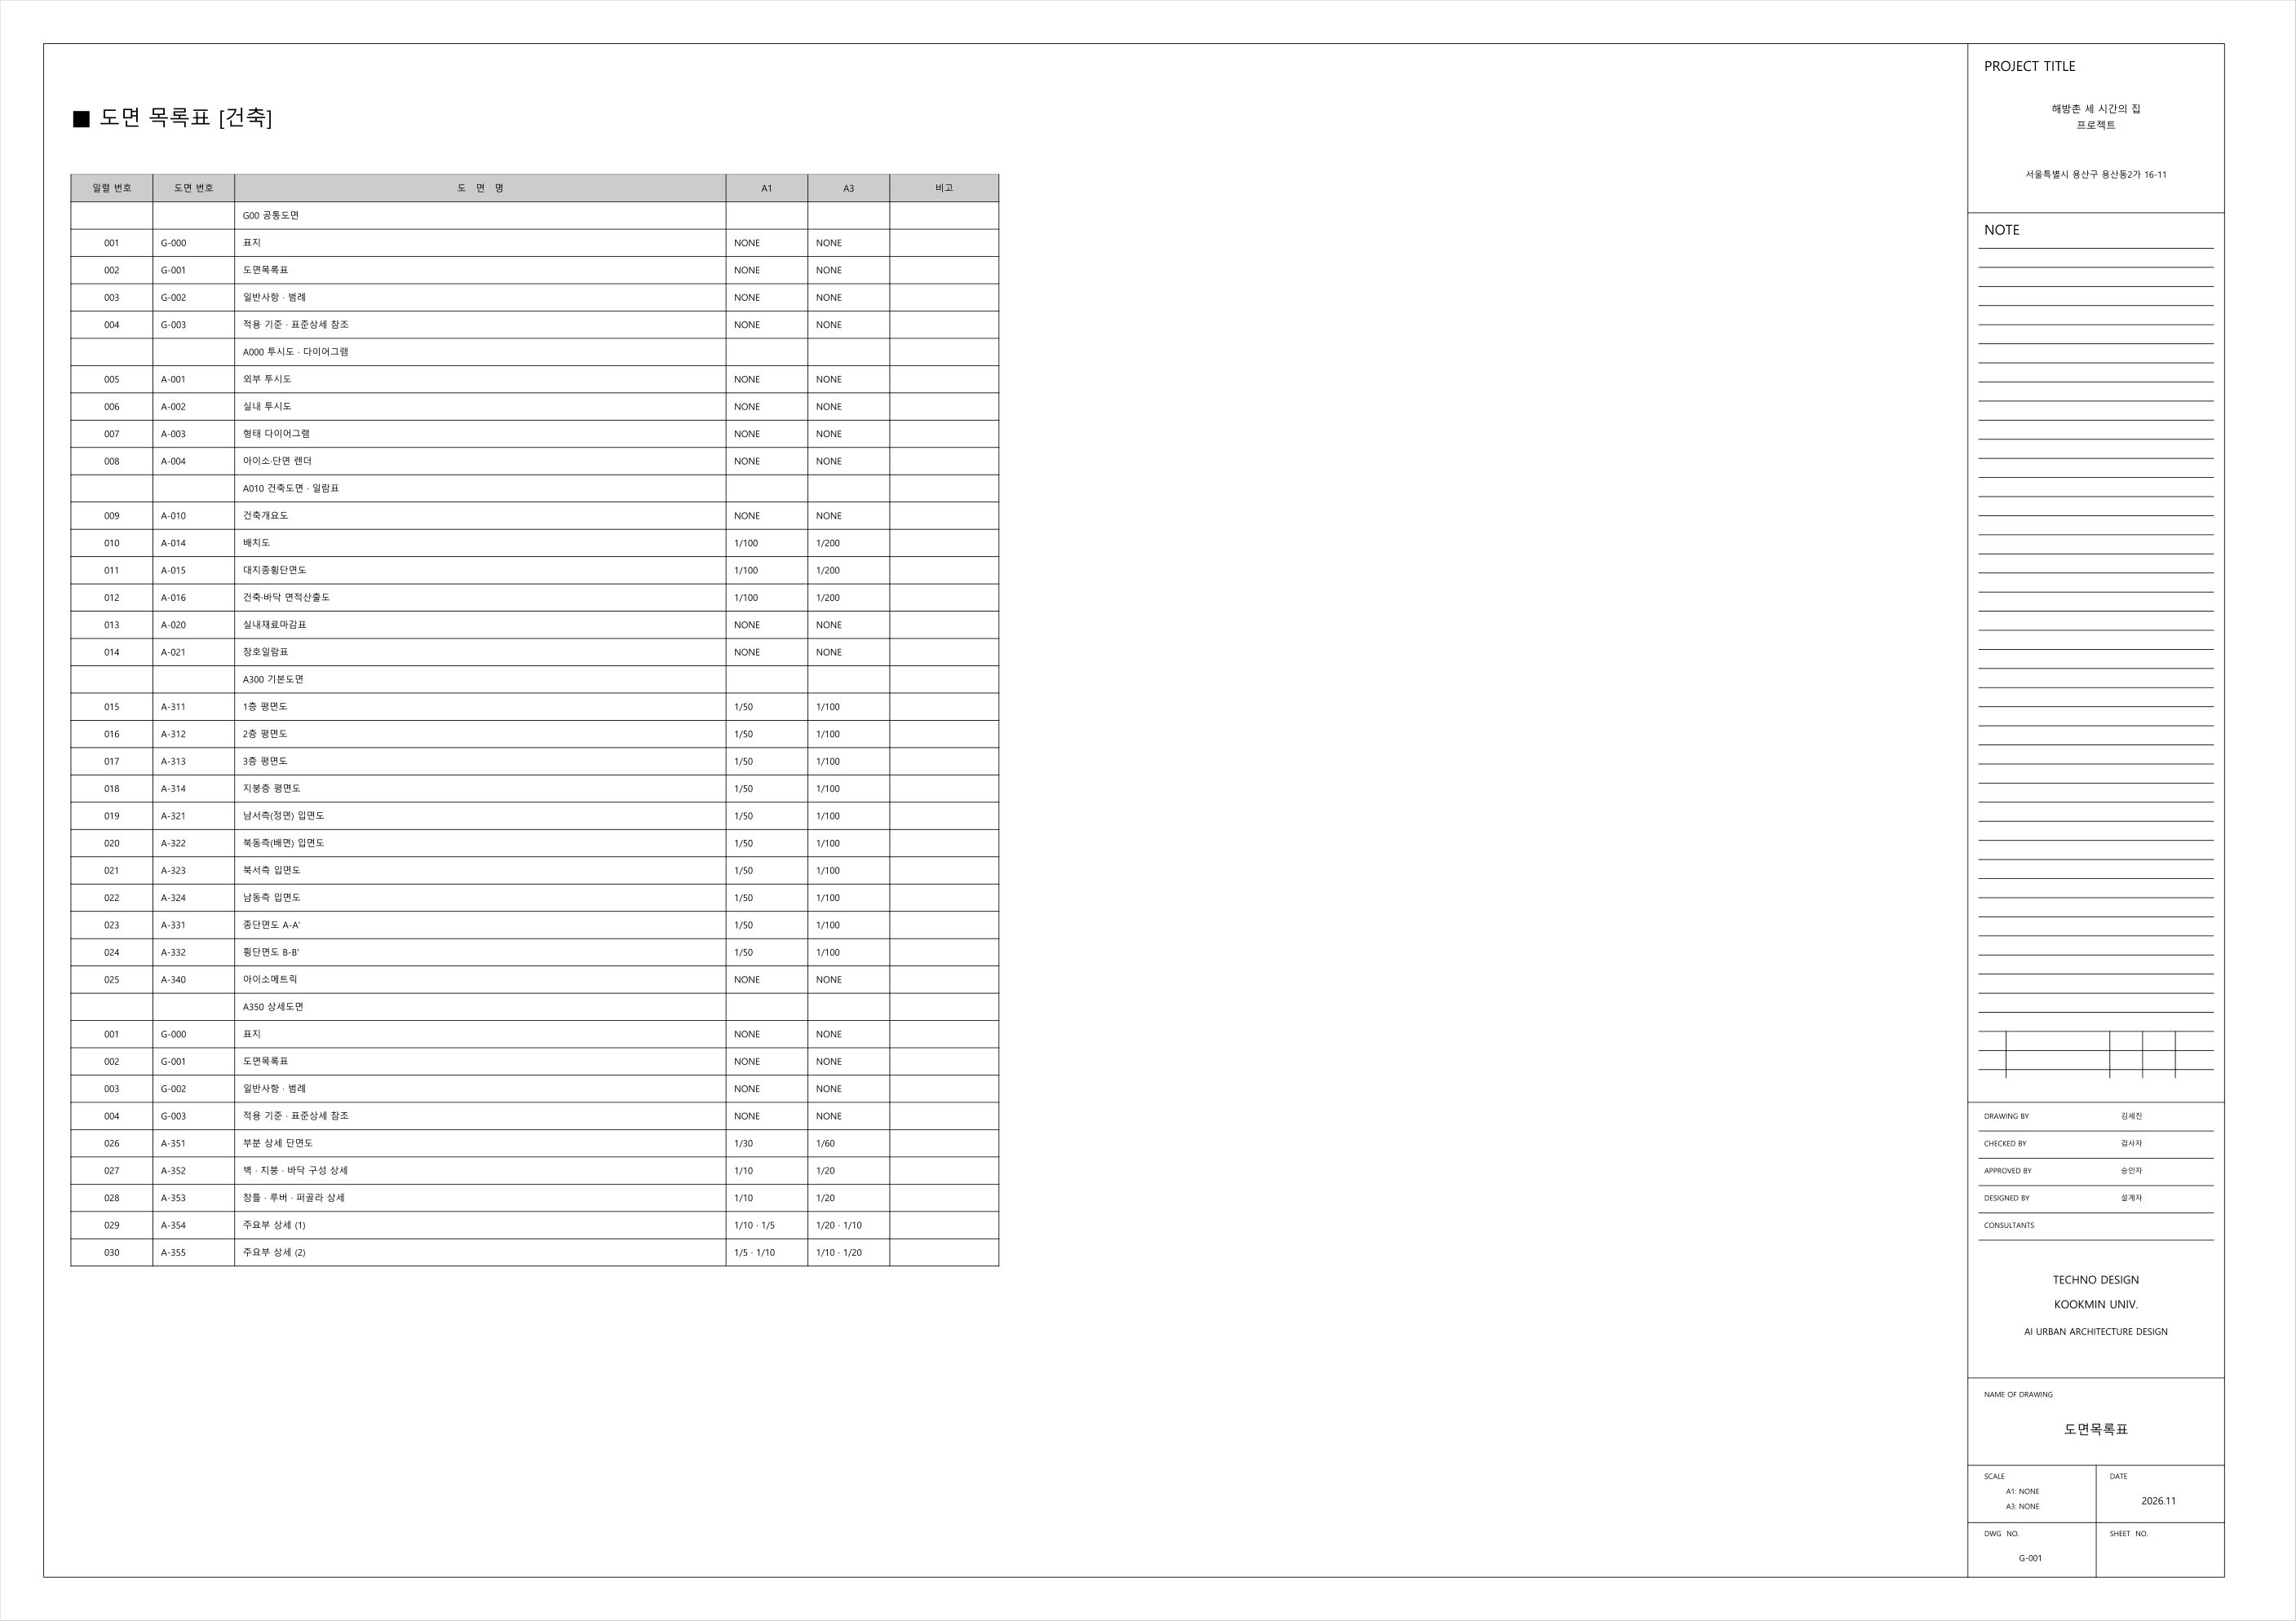 ■ 도면 목록표 [건축]
일렬 번호 도면 번호 도 면 명 A1 A3 비고
G00 공통도면
001 G-000 표지 NONE NONE
002 G-001 도면목록표 NONE NONE
003 G-002 일반사항 · 범례 NONE NONE
004 G-003 적용 기준 · 표준상세 참조 NONE NONE
A000 투시도 · 다이어그램
005 A-001 외부 투시도 NONE NONE
006 A-002 실내 투시도 NONE NONE
007 A-003 형태 다이어그램 NONE NONE
008 A-004 아이소·단면 렌더 NONE NONE
A010 건축도면 · 일람표
009 A-010 건축개요도 NONE NONE
010 A-014 배치도 1/100 1/200
011 A-015 대지종횡단면도 1/100 1/200
012 A-016 건축·바닥 면적산출도 1/100 1/200
013 A-020 실내재료마감표 NONE NONE
014 A-021 창호일람표 NONE NONE
A300 기본도면
015 A-311 1층 평면도 1/50 1/100
016 A-312 2층 평면도 1/50 1/100
017 A-313 3층 평면도 1/50 1/100
018 A-314 지붕층 평면도 1/50 1/100
019 A-321 남서측(정면) 입면도 1/50 1/100
020 A-322 북동측(배면) 입면도 1/50 1/100
021 A-323 북서측 입면도 1/50 1/100
022 A-324 남동측 입면도 1/50 1/100
023 A-331 종단면도 A-A' 1/50 1/100
024 A-332 횡단면도 B-B' 1/50 1/100
025 A-340 아이소메트릭 NONE NONE
A350 상세도면
001 G-000 표지 NONE NONE
002 G-001 도면목록표 NONE NONE
003 G-002 일반사항 · 범례 NONE NONE
004 G-003 적용 기준 · 표준상세 참조 NONE NONE
026 A-351 부분 상세 단면도 1/30 1/60
027 A-352 벽 · 지붕 · 바닥 구성 상세 1/10 1/20
028 A-353 창틀 · 루버 · 퍼골라 상세 1/10 1/20
029 A-354 주요부 상세 (1) 1/10 · 1/5 1/20 · 1/10
030 A-355 주요부 상세 (2) 1/5 · 1/10 1/10 · 1/20
PROJECT TITLE
해방촌 세 시간의 집
프로젝트
서울특별시 용산구 용산동2가 16-11
NOTE
DRAWING BY 김세진
CHECKED BY 검사자
APPROVED BY 승인자
DESIGNED BY 설계자
CONSULTANTS
TECHNO DESIGN
KOOKMIN UNIV.
AI URBAN ARCHITECTURE DESIGN
NAME OF DRAWING
도면목록표
SCALE
A1: NONE
A3: NONE
DATE
2026.11
DWG NO.
G-001
SHEET NO.